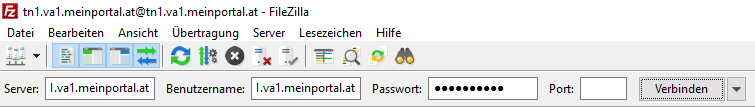 tn1.va1.meinportal.at@tn1.va1.meinportal.at - FileZilla
Datei Bearbeiten Ansicht Übertragung Server Lesezeichen Hilfe
Server: l.va1.meinportal.at Benutzername: l.va1.meinportal.at Passwort: ●●●●●●●●●● Port: Verbinden